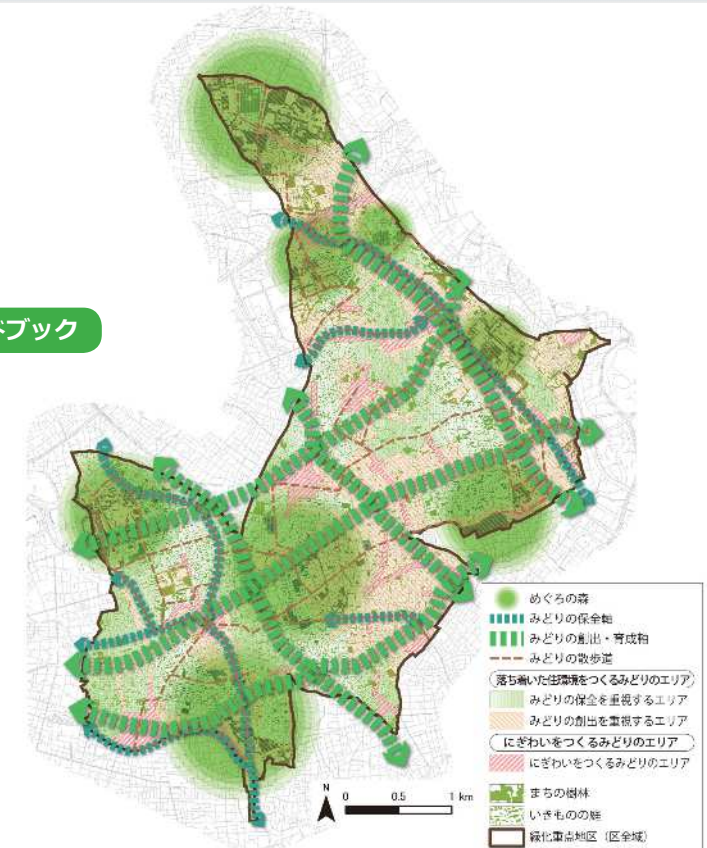 ドブック
めぐろの森
みどりの保全軸
みどりの創出・育成軸
みどりの散歩道
落ち着いた住環境をつくるみどりのエリア
みどりの保全を重視するエリア
みどりの創出を重視するエリア
にぎわいをつくるみどりのエリア
にぎわいをつくるみどりのエリア
N
0 0.5 1 km
まちの樹林
いきものの庭
緑化重点地区（区全域）